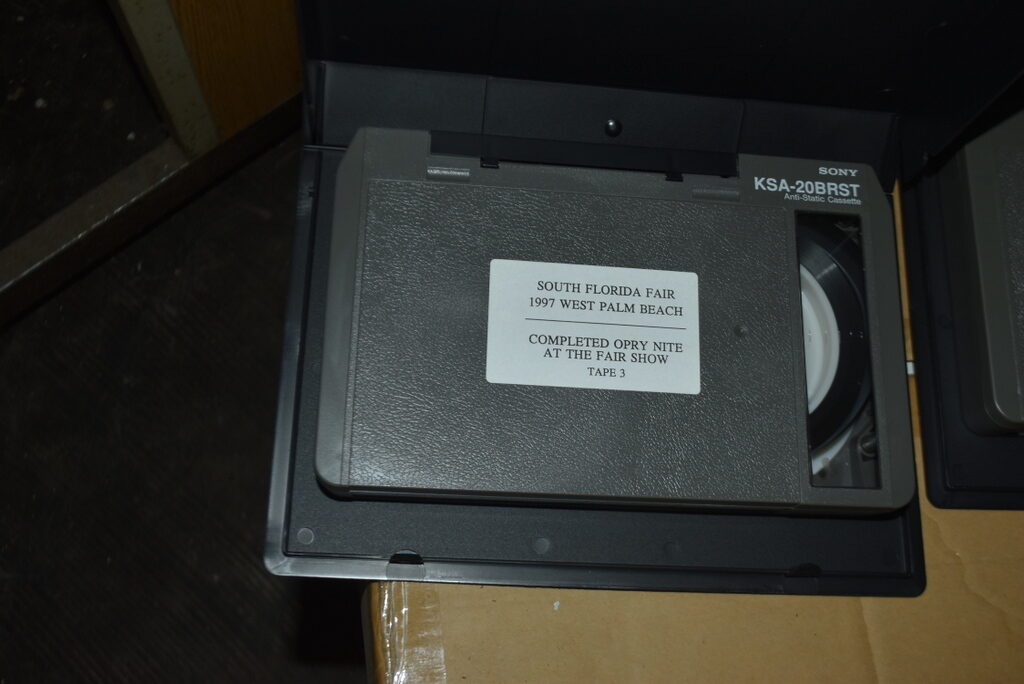 SONY
KSA-20BRST
Anti-Static Cassette
SOUTH FLORIDA FAIR
1997 WEST PALM BEACH
COMPLETED OPRY NITE
AT THE FAIR SHOW
TAPE 3